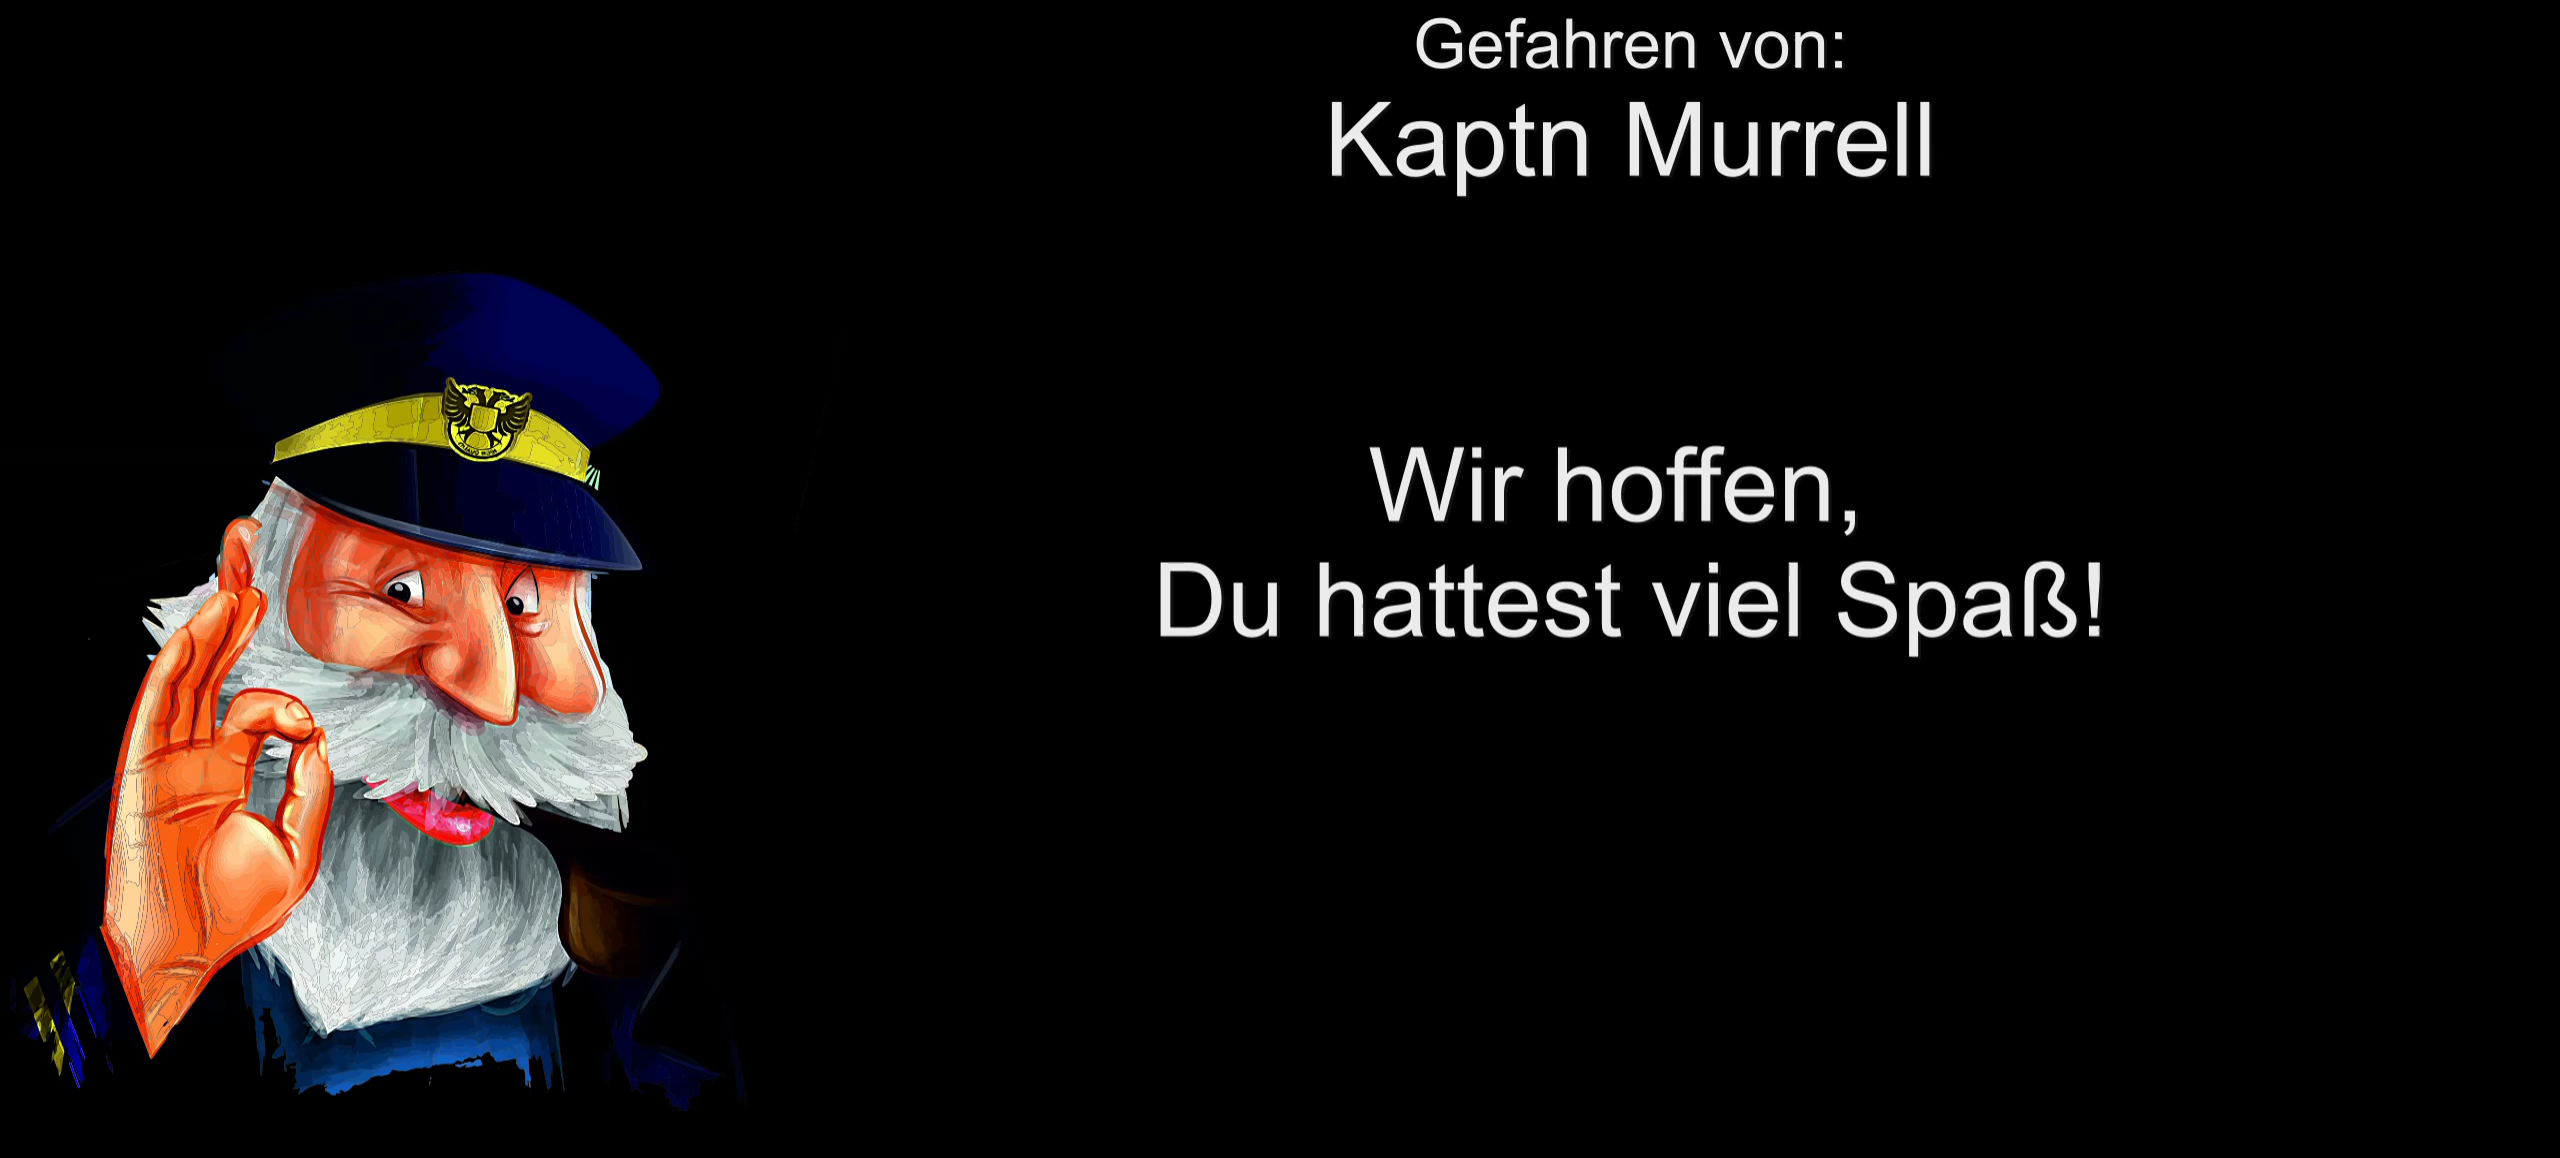 Gefahren von:
Kaptn Murrell
Wir hoffen,
Du hattest viel Spaß!